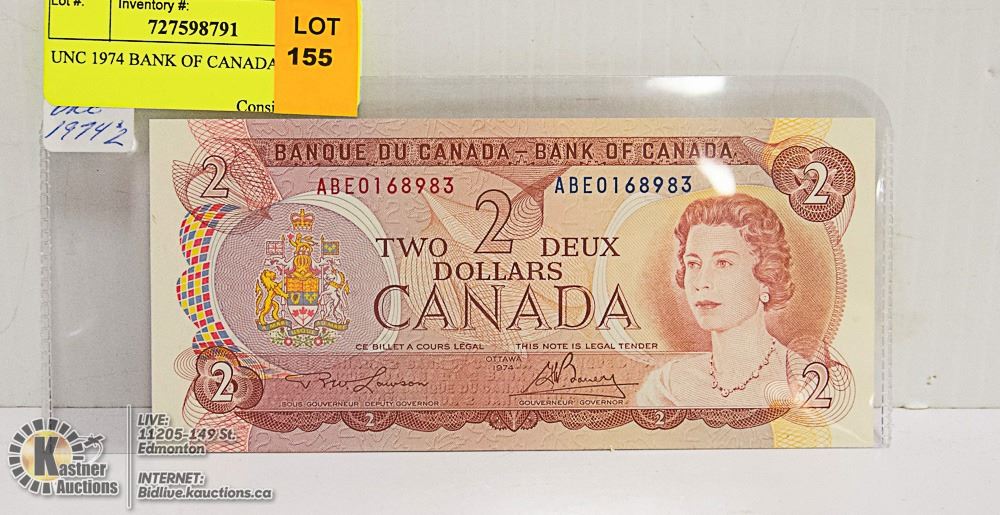 Lot #: Inventory #:
727598791
LOT
155
UNC 1974 BANK OF CANADA
Consi
UNC
1974 $2
BANQUE DU CANADA – BANK OF CANADA
2 2
ABE0168983 ABE0168983
2
TWO DEUX
DOLLARS
CANADA
CE BILLET A COURS LÉGAL THIS NOTE IS LEGAL TENDER
OTTAWA
1974
2 2
SOUS-GOUVERNEUR DEPUTY GOVERNOR GOUVERNEUR GOVERNOR
2 2
Kastner
Auctions
LIVE:
11205-149 St.
Edmonton
INTERNET:
Bidlive.kauctions.ca